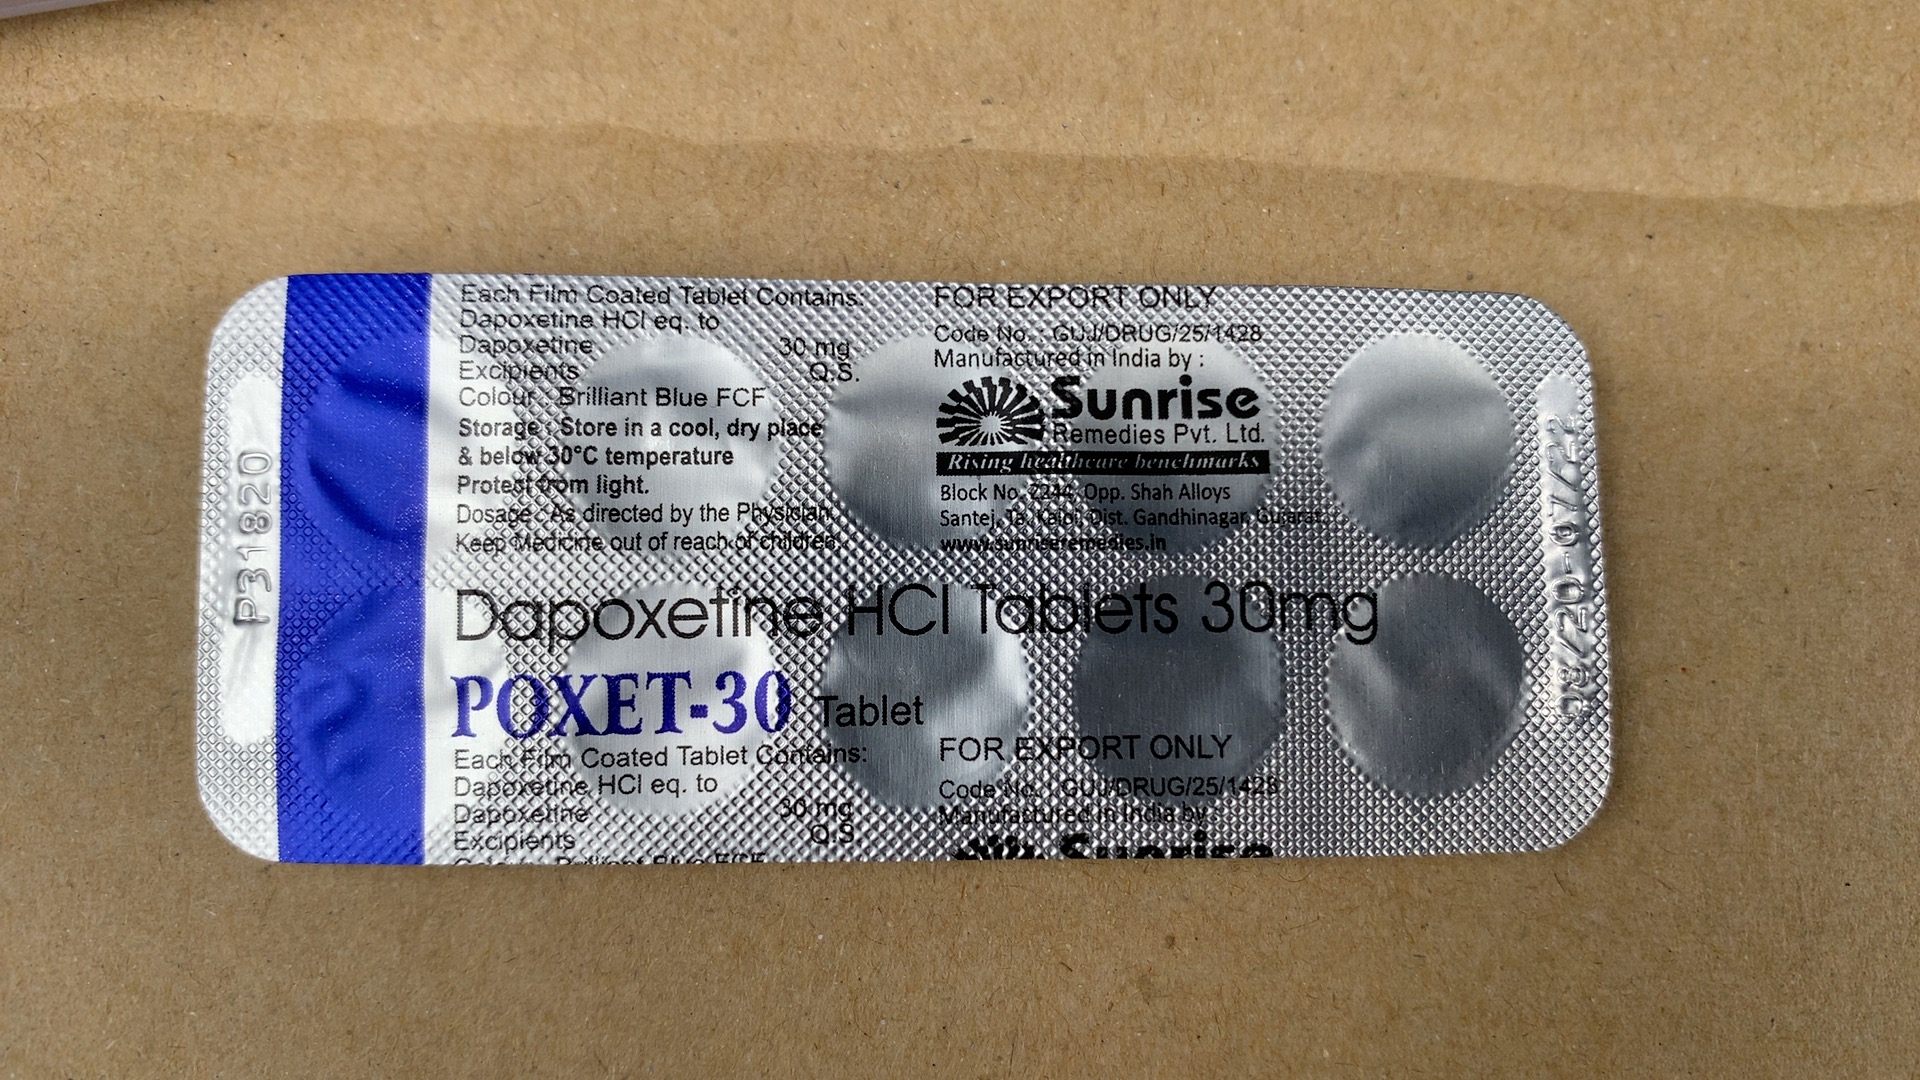 P31820
Each Film Coated Tablet Contains:
Dapoxetine HCl eq. to
Dapoxetine 30 mg
Excipients Q.S.
Colour : Brilliant Blue FCF
Storage : Store in a cool, dry place
& below 30°C temperature
Protect from light.
Dosage : As directed by the Physician.
Keep Medicine out of reach of children.
FOR EXPORT ONLY
Code No. : GUJ/DRUG/25/1428
Manufactured in India by :
Sunrise
Remedies Pvt. Ltd.
Rising healthcare benchmarks
Block No. 2244, Opp. Shah Alloys
Santej, Ta. Kalol, Dist. Gandhinagar, Gujarat
www.sunriseremedies.in
Dapoxetine HCl Tablets 30mg
POXET-30 Tablet
Each Film Coated Tablet Contains:
Dapoxetine HCl eq. to
Dapoxetine 30 mg
Excipients Q.S
FOR EXPORT ONLY
Code No. : GUJ/DRUG/25/1428
Manufactured in India by :
Sunrise
08/20-07/22